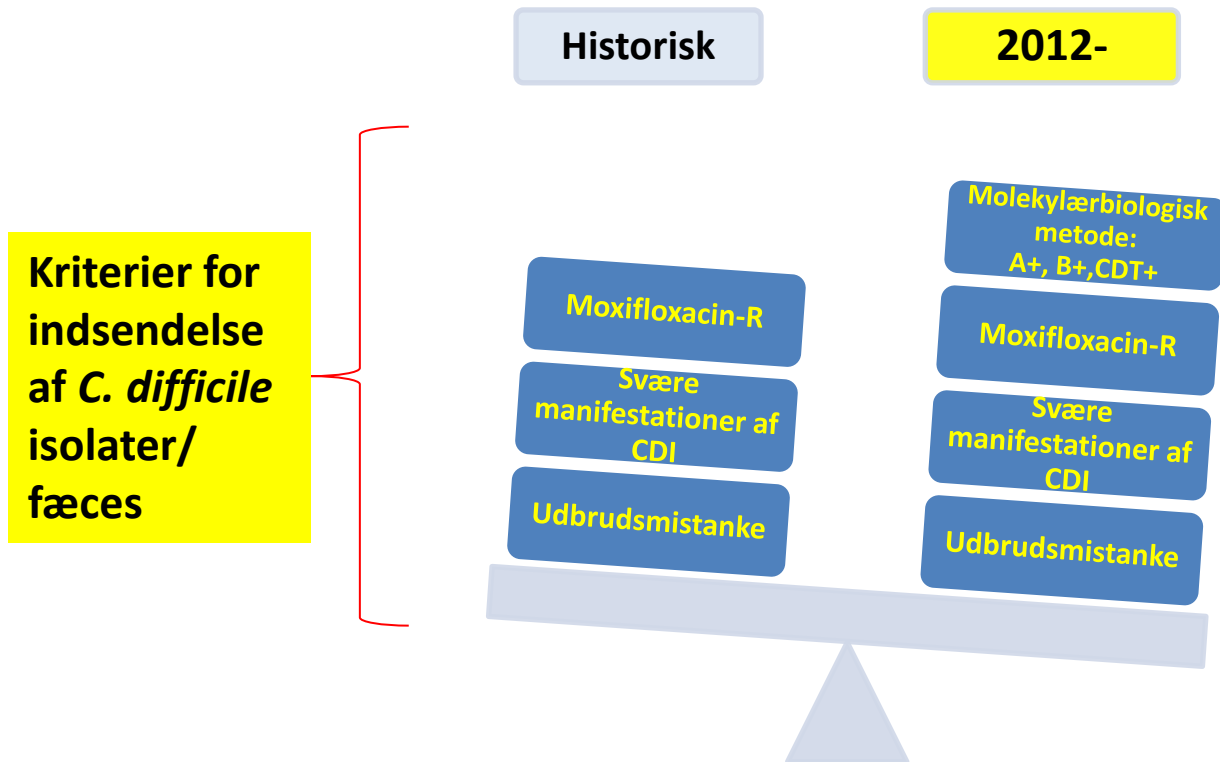 Historisk
2012-
Kriterier for
indsendelse
af C. difficile
isolater/
fæces
Moxifloxacin-R
Svære
manifestationer af
CDI
Udbrudsmistanke
Molekylærbiologisk
metode:
A+, B+,CDT+
Moxifloxacin-R
Svære
manifestationer af
CDI
Udbrudsmistanke